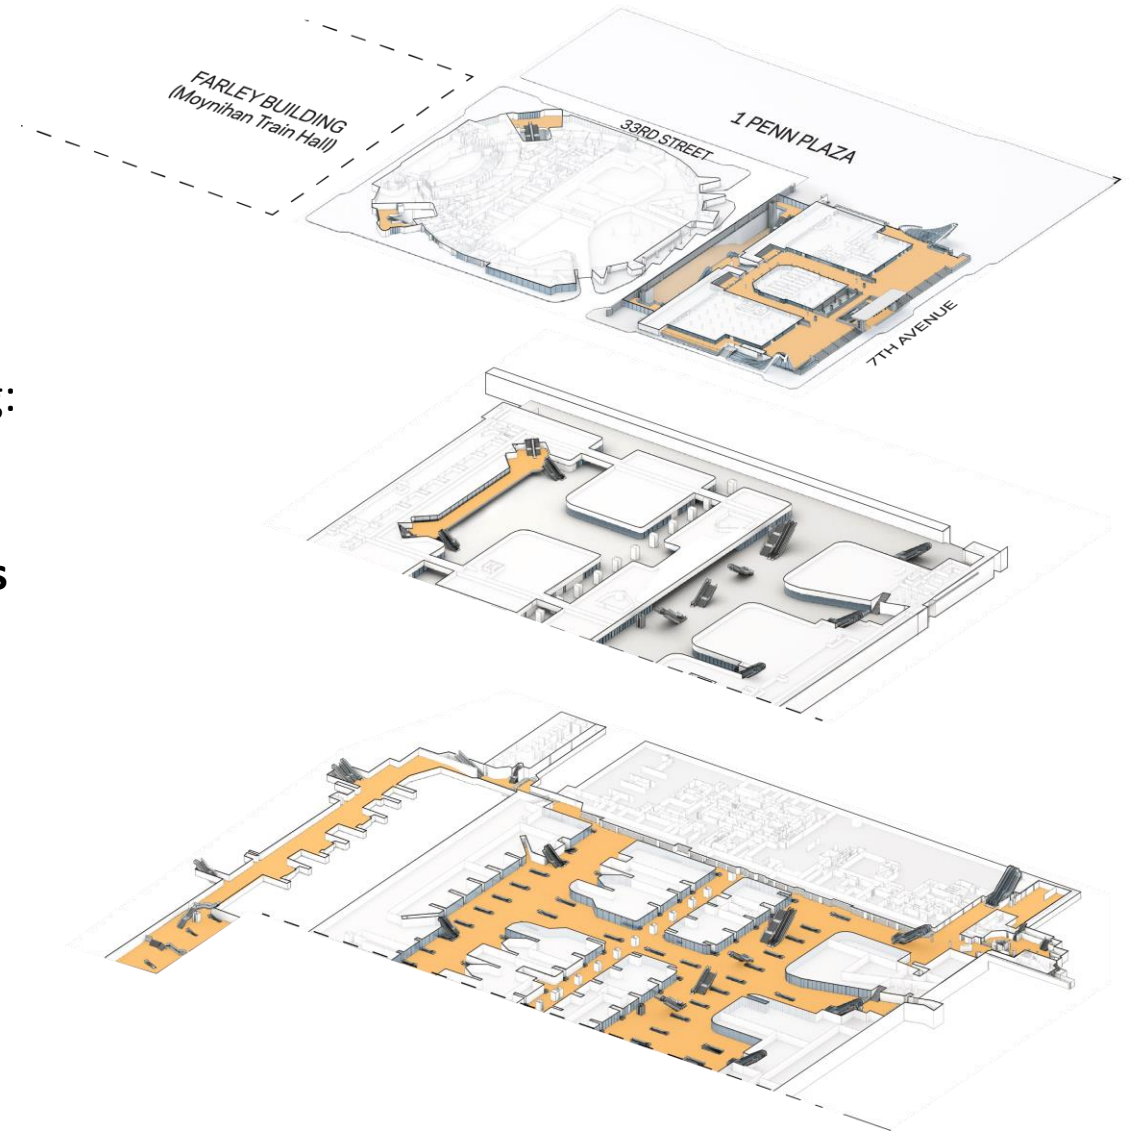 FARLEY BUILDING
(Moynihan Train Hall)
33RD STREET
1 PENN PLAZA
7TH AVENUE
:
s